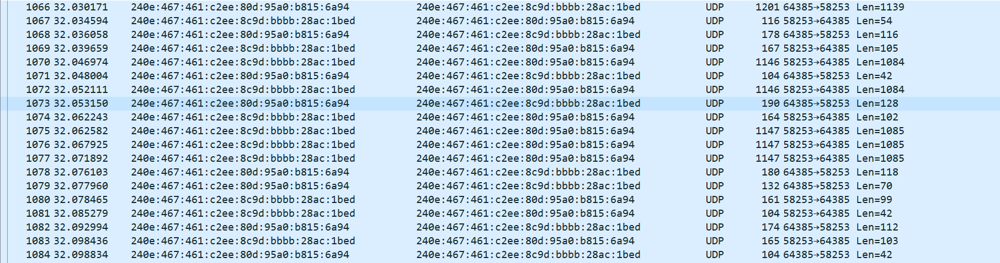 1066 32.030171 240e:467:461:c2ee:80d:95a0:b815:6a94 240e:467:461:c2ee:8c9d:bbbb:28ac:1bed UDP 1201 64385→58253 Len=1139
1067 32.034594 240e:467:461:c2ee:8c9d:bbbb:28ac:1bed 240e:467:461:c2ee:80d:95a0:b815:6a94 UDP 116 58253→64385 Len=54
1068 32.036058 240e:467:461:c2ee:80d:95a0:b815:6a94 240e:467:461:c2ee:8c9d:bbbb:28ac:1bed UDP 178 64385→58253 Len=116
1069 32.039659 240e:467:461:c2ee:8c9d:bbbb:28ac:1bed 240e:467:461:c2ee:80d:95a0:b815:6a94 UDP 167 58253→64385 Len=105
1070 32.046974 240e:467:461:c2ee:8c9d:bbbb:28ac:1bed 240e:467:461:c2ee:80d:95a0:b815:6a94 UDP 1146 58253→64385 Len=1084
1071 32.048004 240e:467:461:c2ee:80d:95a0:b815:6a94 240e:467:461:c2ee:8c9d:bbbb:28ac:1bed UDP 104 64385→58253 Len=42
1072 32.052111 240e:467:461:c2ee:8c9d:bbbb:28ac:1bed 240e:467:461:c2ee:80d:95a0:b815:6a94 UDP 1146 58253→64385 Len=1084
1073 32.053150 240e:467:461:c2ee:80d:95a0:b815:6a94 240e:467:461:c2ee:8c9d:bbbb:28ac:1bed UDP 190 64385→58253 Len=128
1074 32.062243 240e:467:461:c2ee:8c9d:bbbb:28ac:1bed 240e:467:461:c2ee:80d:95a0:b815:6a94 UDP 164 58253→64385 Len=102
1075 32.062582 240e:467:461:c2ee:8c9d:bbbb:28ac:1bed 240e:467:461:c2ee:80d:95a0:b815:6a94 UDP 1147 58253→64385 Len=1085
1076 32.067925 240e:467:461:c2ee:8c9d:bbbb:28ac:1bed 240e:467:461:c2ee:80d:95a0:b815:6a94 UDP 1147 58253→64385 Len=1085
1077 32.071892 240e:467:461:c2ee:8c9d:bbbb:28ac:1bed 240e:467:461:c2ee:80d:95a0:b815:6a94 UDP 1147 58253→64385 Len=1085
1078 32.076103 240e:467:461:c2ee:80d:95a0:b815:6a94 240e:467:461:c2ee:8c9d:bbbb:28ac:1bed UDP 180 64385→58253 Len=118
1079 32.077960 240e:467:461:c2ee:80d:95a0:b815:6a94 240e:467:461:c2ee:8c9d:bbbb:28ac:1bed UDP 132 64385→58253 Len=70
1080 32.078465 240e:467:461:c2ee:8c9d:bbbb:28ac:1bed 240e:467:461:c2ee:80d:95a0:b815:6a94 UDP 161 58253→64385 Len=99
1081 32.085279 240e:467:461:c2ee:8c9d:bbbb:28ac:1bed 240e:467:461:c2ee:80d:95a0:b815:6a94 UDP 104 58253→64385 Len=42
1082 32.092994 240e:467:461:c2ee:80d:95a0:b815:6a94 240e:467:461:c2ee:8c9d:bbbb:28ac:1bed UDP 174 64385→58253 Len=112
1083 32.098436 240e:467:461:c2ee:8c9d:bbbb:28ac:1bed 240e:467:461:c2ee:80d:95a0:b815:6a94 UDP 165 58253→64385 Len=103
1084 32.098834 240e:467:461:c2ee:80d:95a0:b815:6a94 240e:467:461:c2ee:8c9d:bbbb:28ac:1bed UDP 104 64385→58253 Len=42